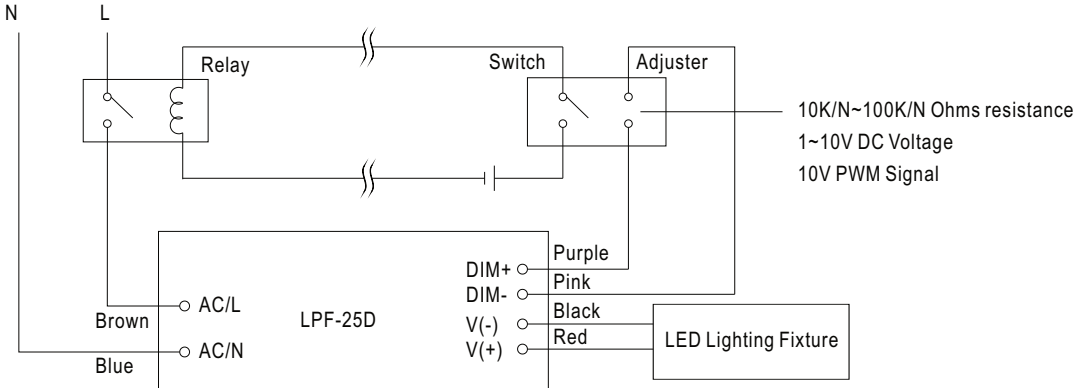 N
L
Relay
Switch
Adjuster
10K/N~100K/N Ohms resistance
1~10V DC Voltage
10V PWM Signal
Purple
DIM+
Pink
DIM-
Black
V(-)
Red
V(+)
AC/L
Brown
LPF-25D
LED Lighting Fixture
AC/N
Blue